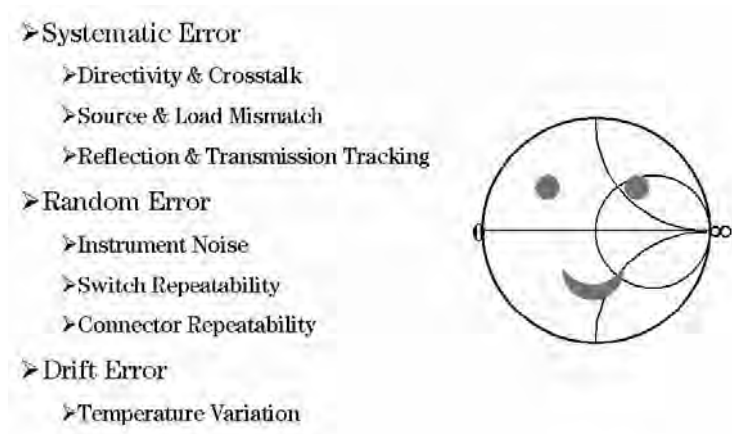 ➢Systematic Error
➢Directivity & Crosstalk
➢Source & Load Mismatch
➢Reflection & Transmission Tracking
➢Random Error
➢Instrument Noise
➢Switch Repeatability
➢Connector Repeatability
➢Drift Error
➢Temperature Variation
0 ∞